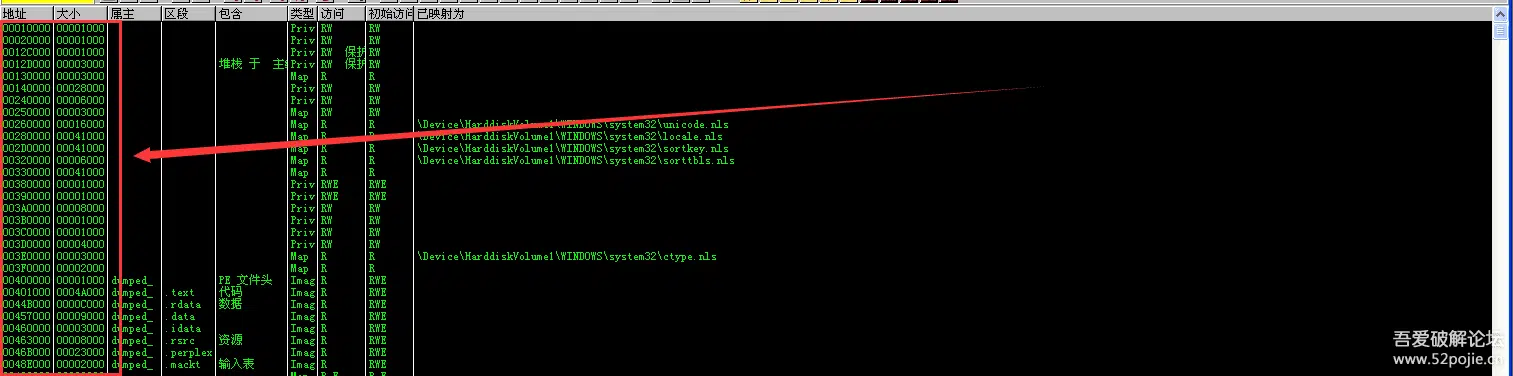 地址 大小 属主 区段 包含 类型 访问 初始访问 已映射为
00010000 00001000 Priv RW RW
00020000 00001000 Priv RW RW
0012C000 00001000 Priv RW 保护 RW
0012D000 00003000 堆栈 于 主 Priv RW 保护 RW
00130000 00003000 Map R R
00140000 00028000 Priv RW RW
00240000 00006000 Priv RW RW
00250000 00003000 Map RW RW
00260000 00016000 Map R R \Device\HarddiskVolume1\WINDOWS\system32\unicode.nls
00280000 00041000 Map R R \Device\HarddiskVolume1\WINDOWS\system32\locale.nls
002D0000 00041000 Map R R \Device\HarddiskVolume1\WINDOWS\system32\sortkey.nls
00320000 00006000 Map R R \Device\HarddiskVolume1\WINDOWS\system32\sorttbls.nls
00330000 00041000 Map R R
00380000 00001000 Priv RWE RWE
00390000 00001000 Priv RWE RWE
003A0000 00008000 Priv RW RW
003B0000 00001000 Priv RW RW
003C0000 00001000 Priv RW RW
003D0000 00004000 Priv RW RW
003E0000 00003000 Map R R \Device\HarddiskVolume1\WINDOWS\system32\ctype.nls
003F0000 00002000 Map R R
00400000 00001000 dumped_ PE 文件头 Imag R RWE
00401000 0004A000 dumped_ .text 代码 Imag R RWE
0044B000 0000C000 dumped_ .rdata 数据 Imag R RWE
00457000 00009000 dumped_ .data Imag R RWE
00460000 00003000 dumped_ .idata Imag R RWE
00463000 00008000 dumped_ .rsrc 资源 Imag R RWE
0046B000 00023000 dumped_ .perplex Imag R RWE
0048E000 00002000 dumped_ .mackt 输入表 Imag R RWE
吾爱破解论坛
www.52pojie.cn